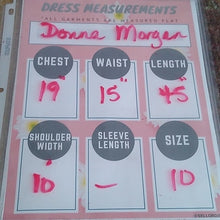 DRESS MEASUREMENTS
*ALL GARMENTS ARE MEASURED FLAT
Donna Morgan
CHEST WAIST LENGTH
19" 15" 45"
SHOULDER WIDTH SLEEVE LENGTH SIZE
10" – 10